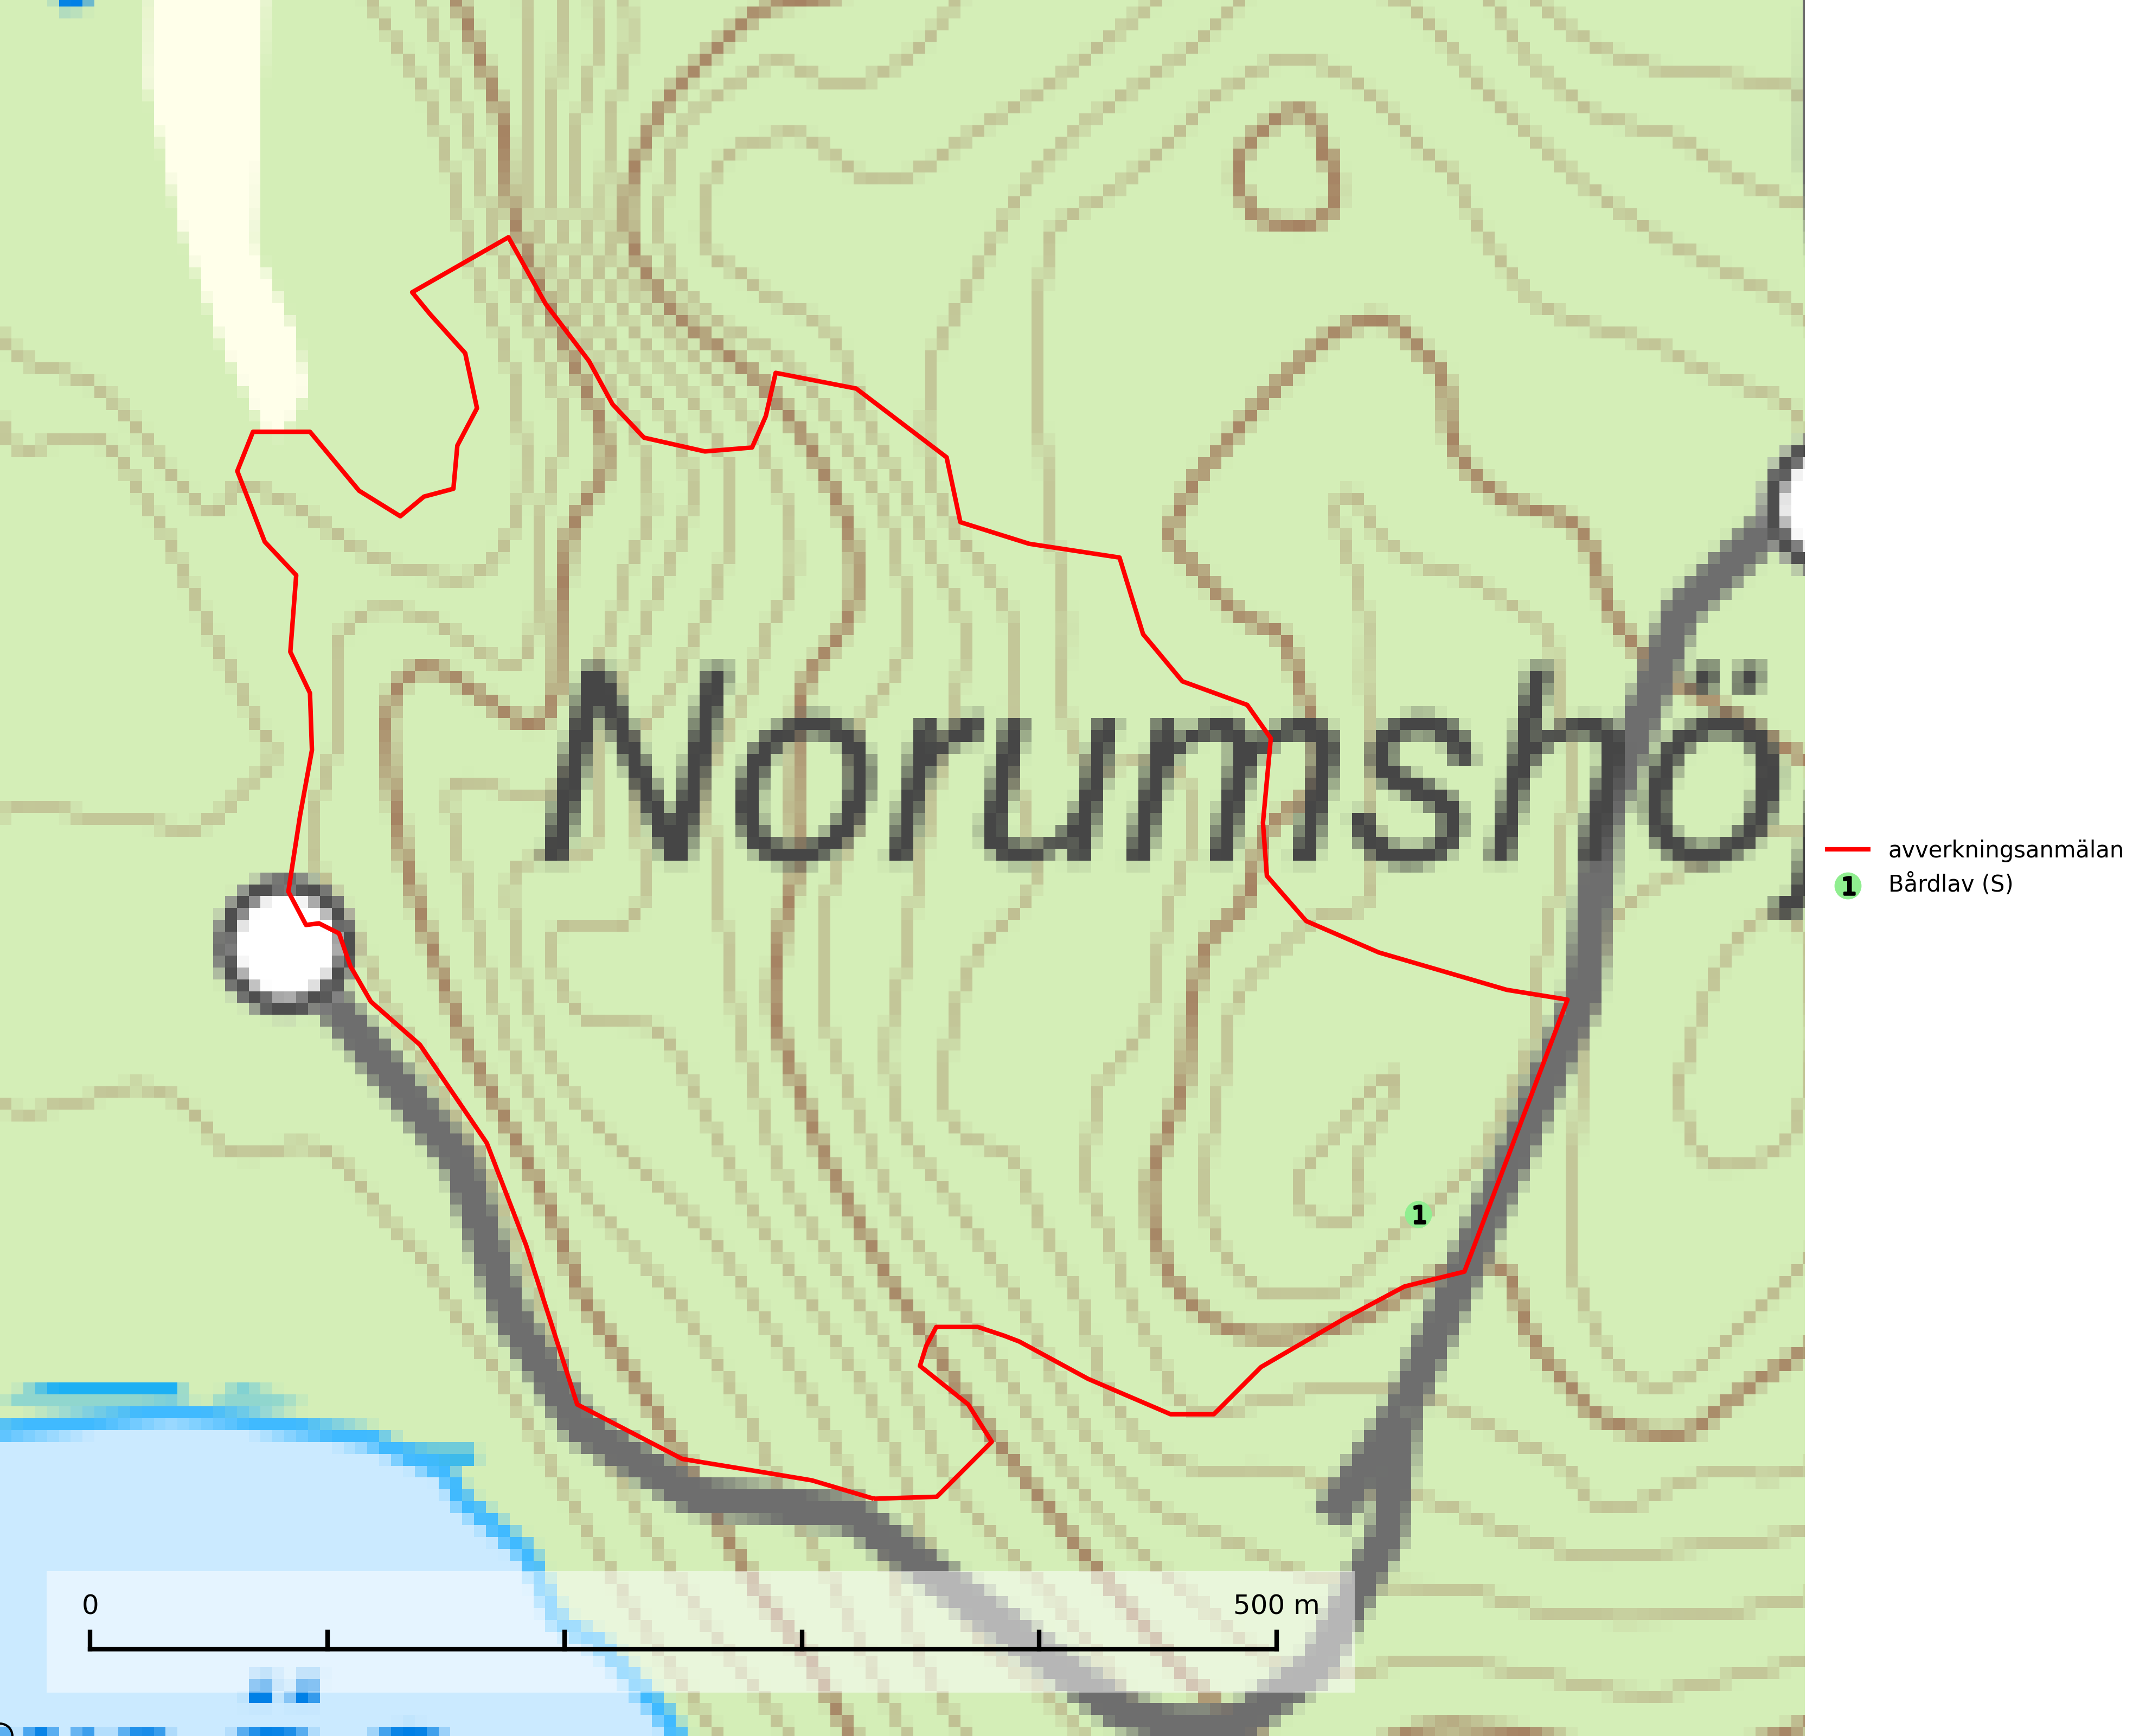 Norumshö
avverkningsanmälan
1 Bårdlav (S)
1
0 500 m